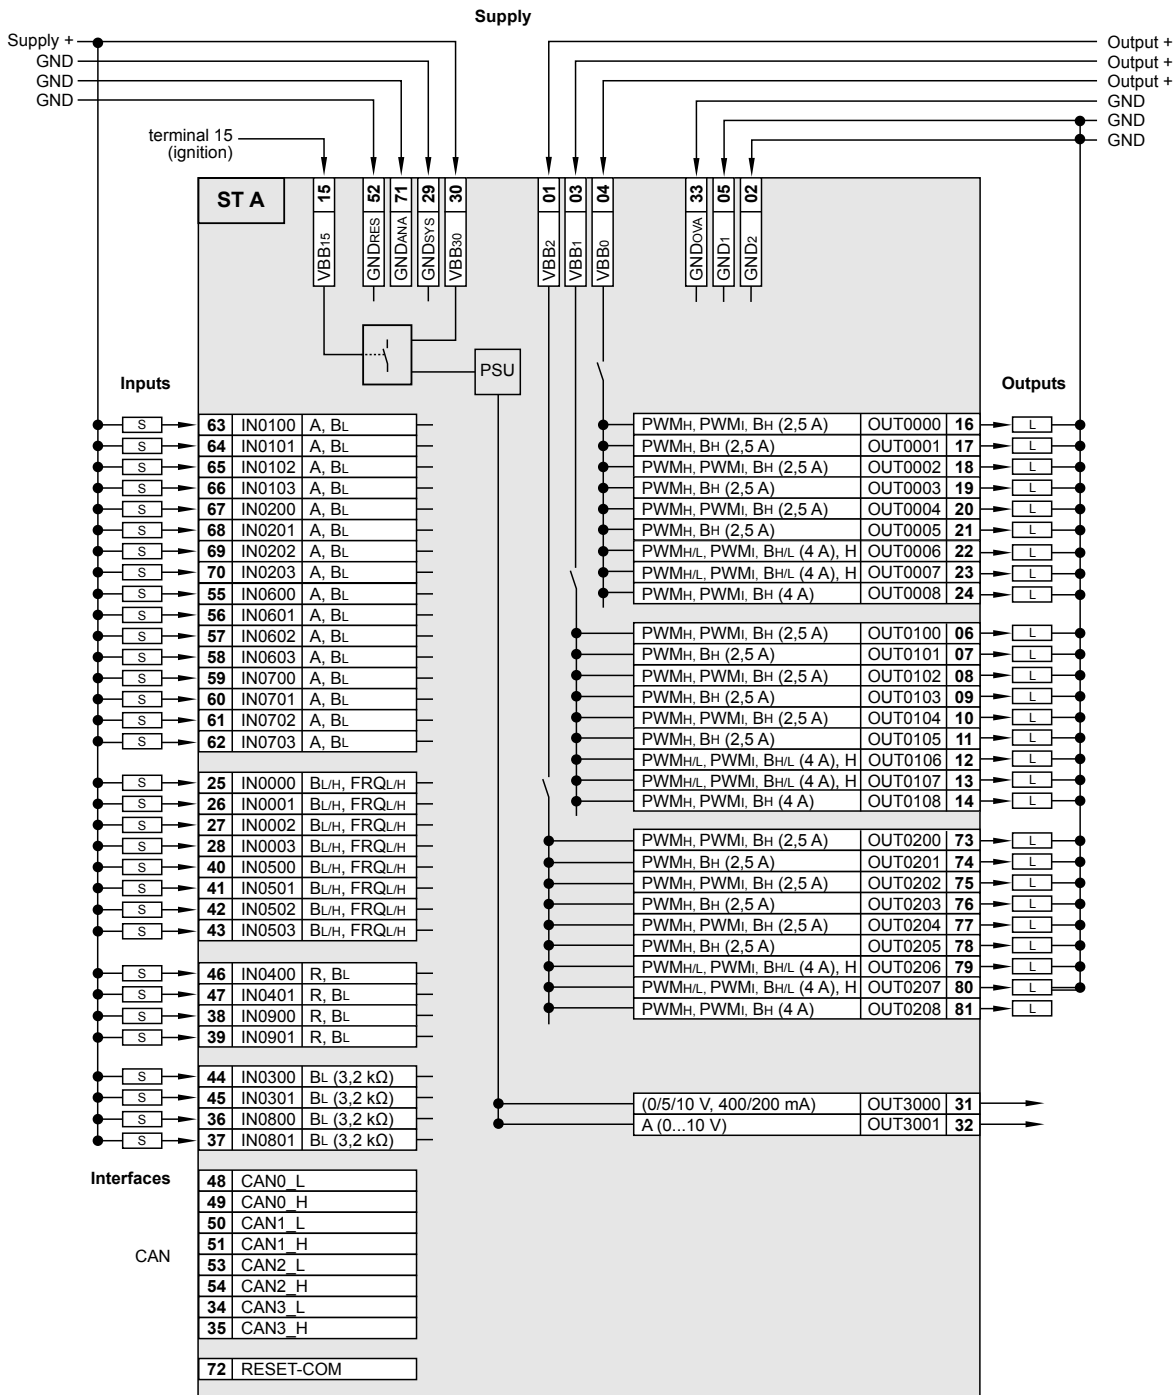 Supply
Supply +
GND
GND
GND
terminal 15
(ignition)
Output +
Output +
Output +
GND
GND
GND
ST A
15 VBB15
52 GNDRES
71 GNDANA
29 GNDSYS
30 VBB30
01 VBB2
03 VBB1
04 VBB0
33 GNDOVA
05 GND1
02 GND2
PSU
Inputs
S 63 IN0100 A, BL
S 64 IN0101 A, BL
S 65 IN0102 A, BL
S 66 IN0103 A, BL
S 67 IN0200 A, BL
S 68 IN0201 A, BL
S 69 IN0202 A, BL
S 70 IN0203 A, BL
S 55 IN0600 A, BL
S 56 IN0601 A, BL
S 57 IN0602 A, BL
S 58 IN0603 A, BL
S 59 IN0700 A, BL
S 60 IN0701 A, BL
S 61 IN0702 A, BL
S 62 IN0703 A, BL
S 25 IN0000 BL/H, FRQL/H
S 26 IN0001 BL/H, FRQL/H
S 27 IN0002 BL/H, FRQL/H
S 28 IN0003 BL/H, FRQL/H
S 40 IN0500 BL/H, FRQL/H
S 41 IN0501 BL/H, FRQL/H
S 42 IN0502 BL/H, FRQL/H
S 43 IN0503 BL/H, FRQL/H
S 46 IN0400 R, BL
S 47 IN0401 R, BL
S 38 IN0900 R, BL
S 39 IN0901 R, BL
S 44 IN0300 BL (3,2 kΩ)
S 45 IN0301 BL (3,2 kΩ)
S 36 IN0800 BL (3,2 kΩ)
S 37 IN0801 BL (3,2 kΩ)
Interfaces
CAN
48 CAN0_L
49 CAN0_H
50 CAN1_L
51 CAN1_H
53 CAN2_L
54 CAN2_H
34 CAN3_L
35 CAN3_H
72 RESET-COM
Outputs
PWMH, PWMI, BH (2,5 A) OUT0000 16 L
PWMH, BH (2,5 A) OUT0001 17 L
PWMH, PWMI, BH (2,5 A) OUT0002 18 L
PWMH, BH (2,5 A) OUT0003 19 L
PWMH, PWMI, BH (2,5 A) OUT0004 20 L
PWMH, BH (2,5 A) OUT0005 21 L
PWMH/L, PWMI, BH/L (4 A), H OUT0006 22 L
PWMH/L, PWMI, BH/L (4 A), H OUT0007 23 L
PWMH, PWMI, BH (4 A) OUT0008 24 L
PWMH, PWMI, BH (2,5 A) OUT0100 06 L
PWMH, BH (2,5 A) OUT0101 07 L
PWMH, PWMI, BH (2,5 A) OUT0102 08 L
PWMH, BH (2,5 A) OUT0103 09 L
PWMH, PWMI, BH (2,5 A) OUT0104 10 L
PWMH, BH (2,5 A) OUT0105 11 L
PWMH/L, PWMI, BH/L (4 A), H OUT0106 12 L
PWMH/L, PWMI, BH/L (4 A), H OUT0107 13 L
PWMH, PWMI, BH (4 A) OUT0108 14 L
PWMH, PWMI, BH (2,5 A) OUT0200 73 L
PWMH, BH (2,5 A) OUT0201 74 L
PWMH, PWMI, BH (2,5 A) OUT0202 75 L
PWMH, BH (2,5 A) OUT0203 76 L
PWMH, PWMI, BH (2,5 A) OUT0204 77 L
PWMH, BH (2,5 A) OUT0205 78 L
PWMH/L, PWMI, BH/L (4 A), H OUT0206 79 L
PWMH/L, PWMI, BH/L (4 A), H OUT0207 80 L
PWMH, PWMI, BH (4 A) OUT0208 81 L
(0/5/10 V, 400/200 mA) OUT3000 31
A (0...10 V) OUT3001 32